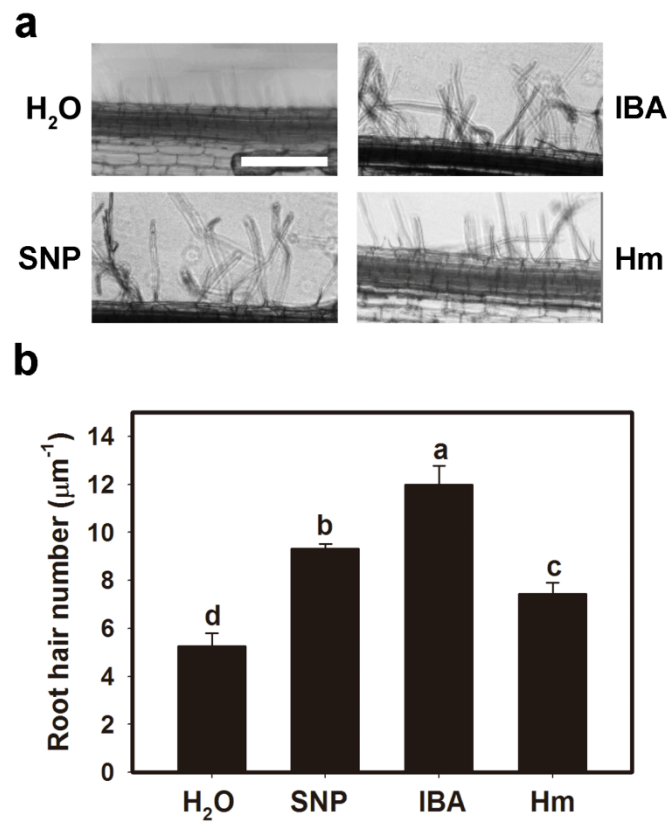 a
H₂O
IBA
SNP
Hm
b
Root hair number (μm⁻¹)
14
12
10
8
6
4
2
0
d
b
a
c
H₂O SNP IBA Hm